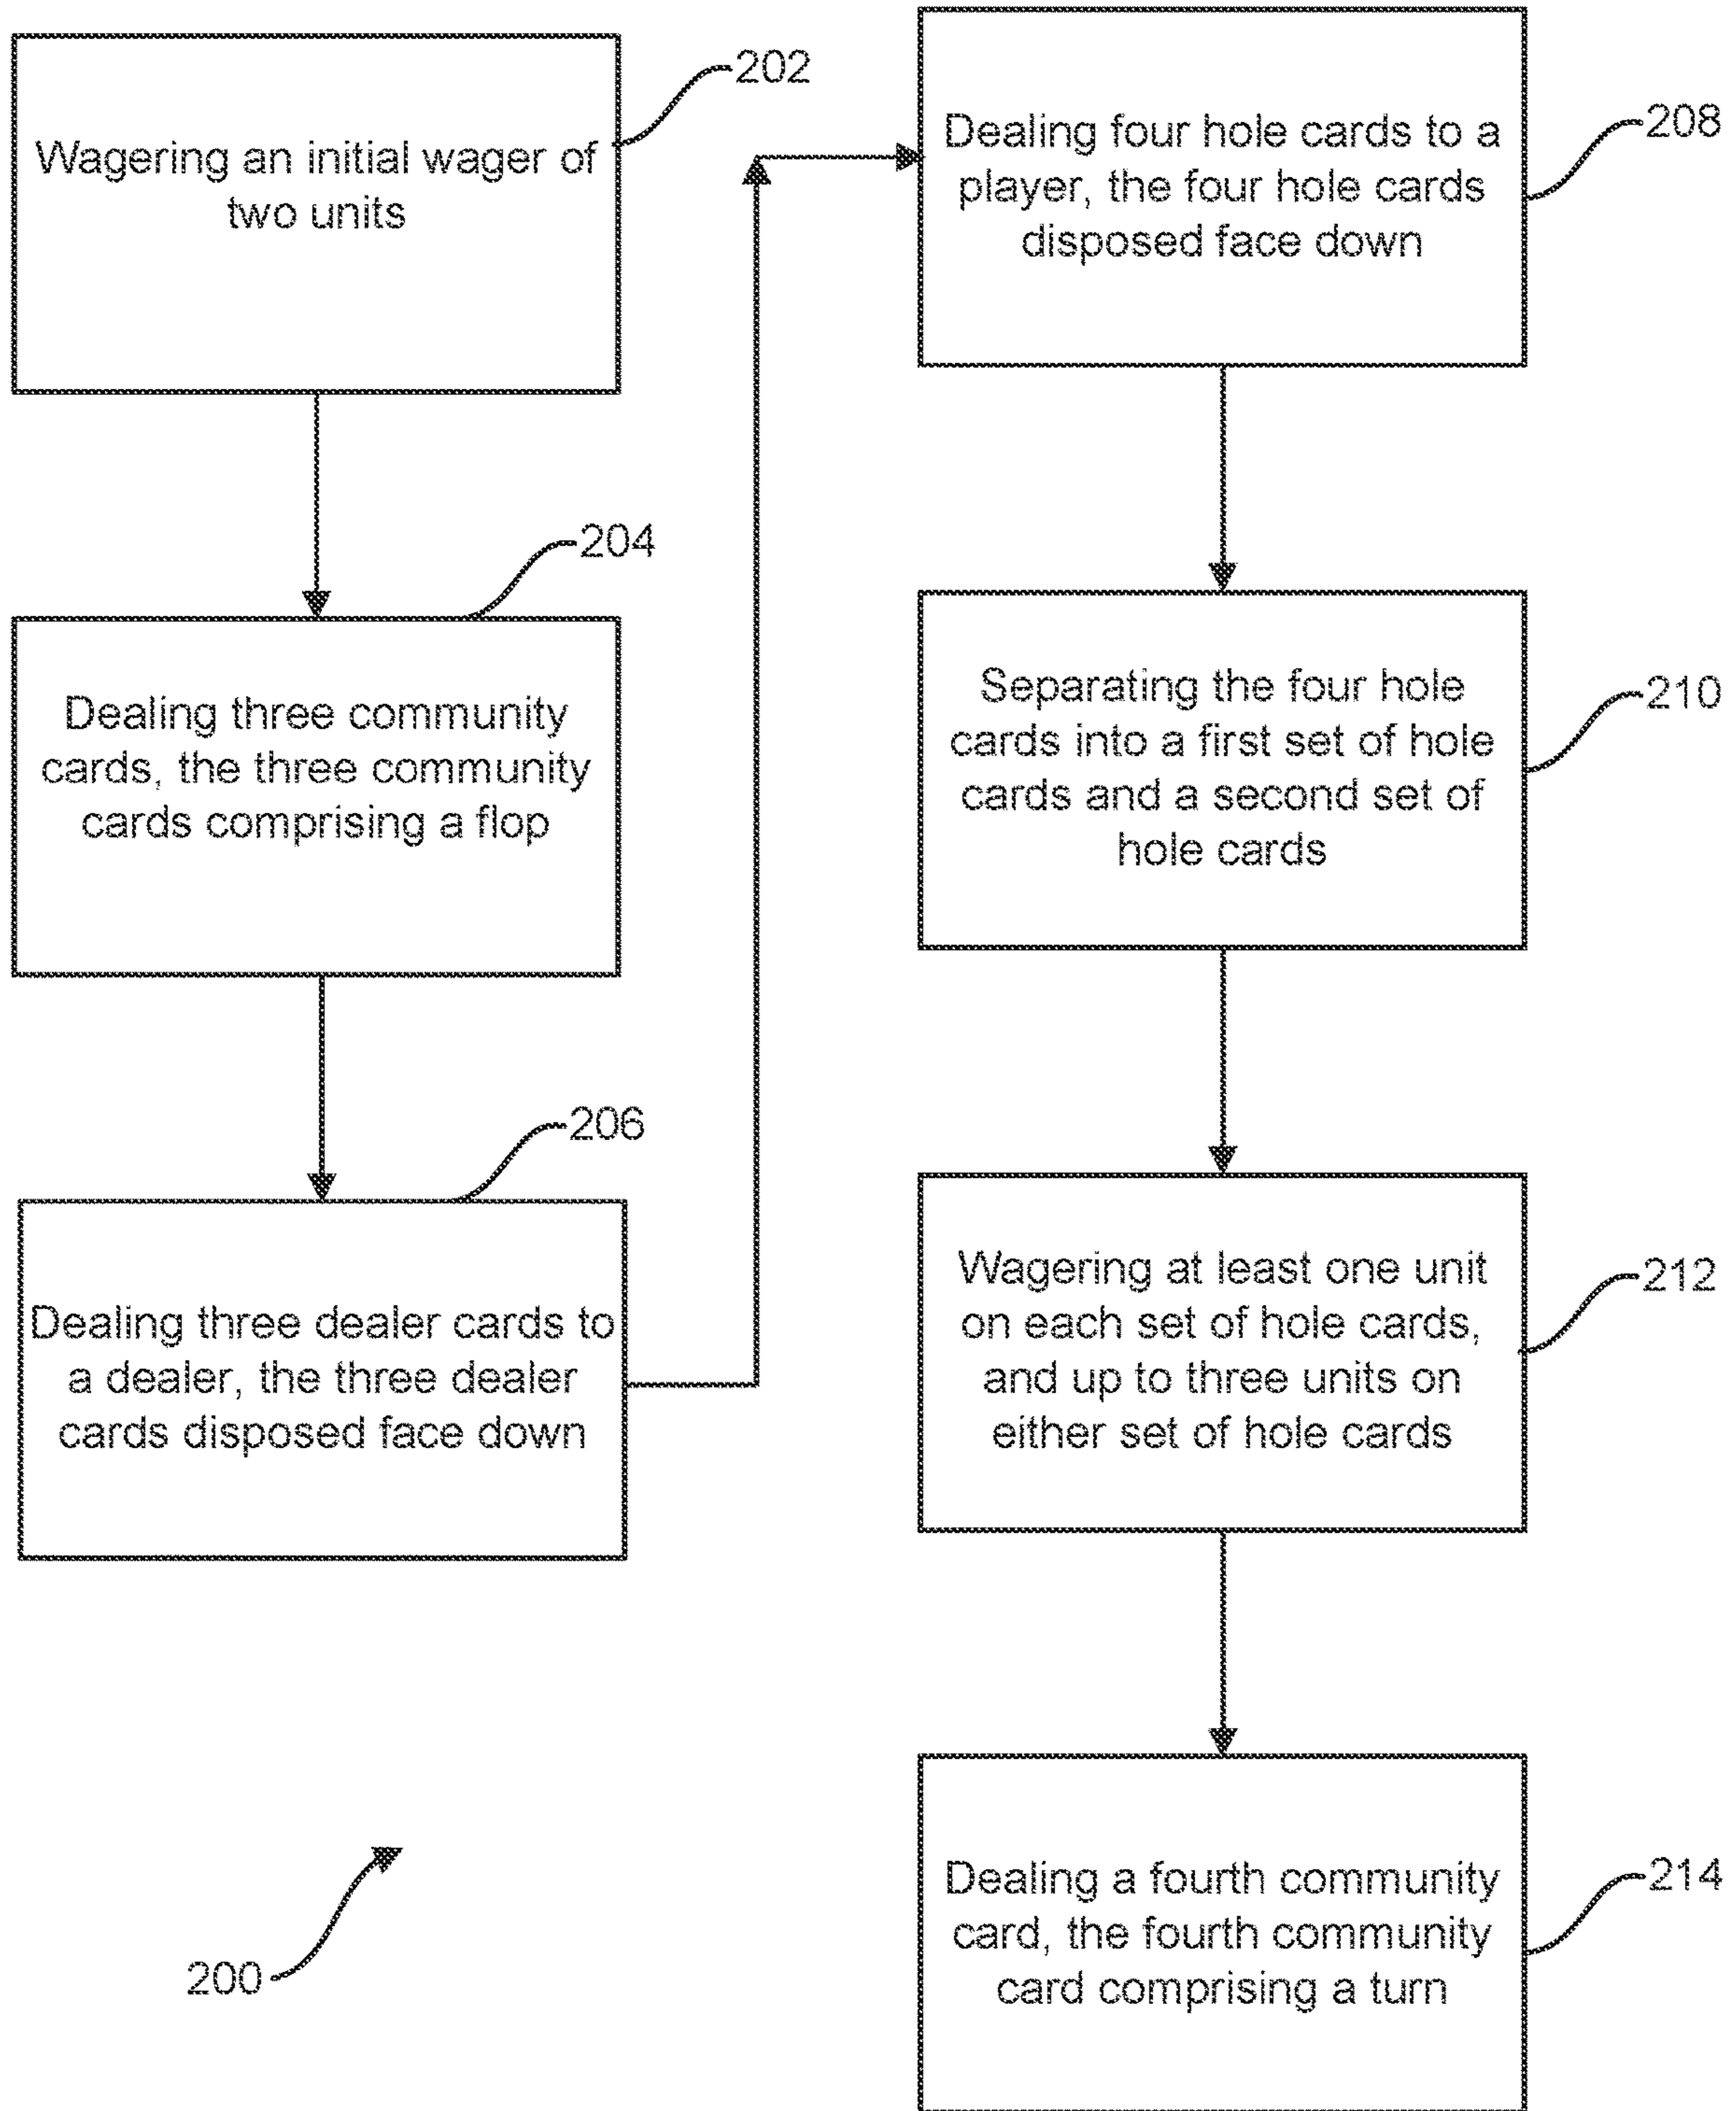 Wagering an initial wager of
two units
202
Dealing three community
cards, the three community
cards comprising a flop
204
Dealing three dealer cards to
a dealer, the three dealer
cards disposed face down
206
Dealing four hole cards to a
player, the four hole cards
disposed face down
208
Separating the four hole
cards into a first set of hole
cards and a second set of
hole cards
210
Wagering at least one unit
on each set of hole cards,
and up to three units on
either set of hole cards
212
Dealing a fourth community
card, the fourth community
card comprising a turn
214
200